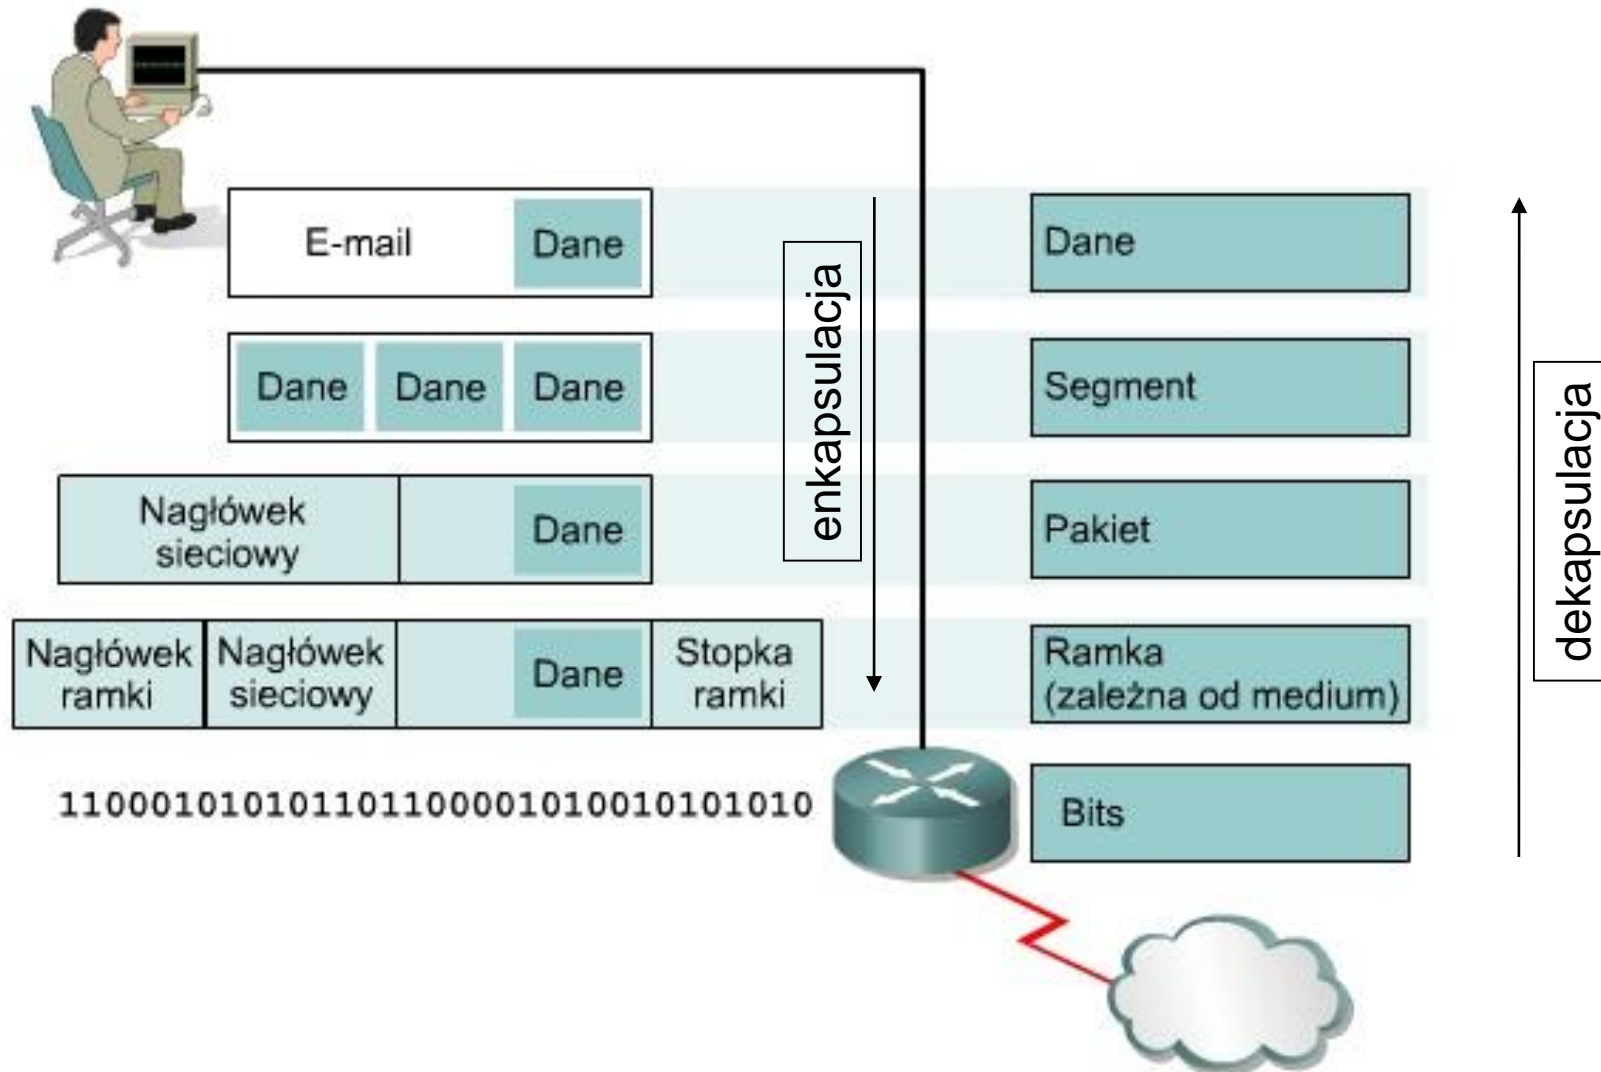 E-mail
Dane
Dane
enkapsulacja
dekapsulacja
Dane
Dane
Dane
Segment
Nagłówek
sieciowy
Dane
Pakiet
Nagłówek
ramki
Nagłówek
sieciowy
Dane
Stopka
ramki
Ramka
(zależna od medium)
110001010101101100001010010101010
Bits